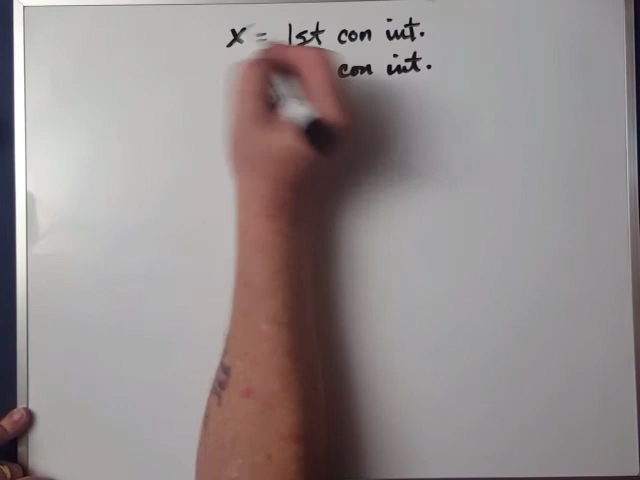 x = 1st con int.
con int.